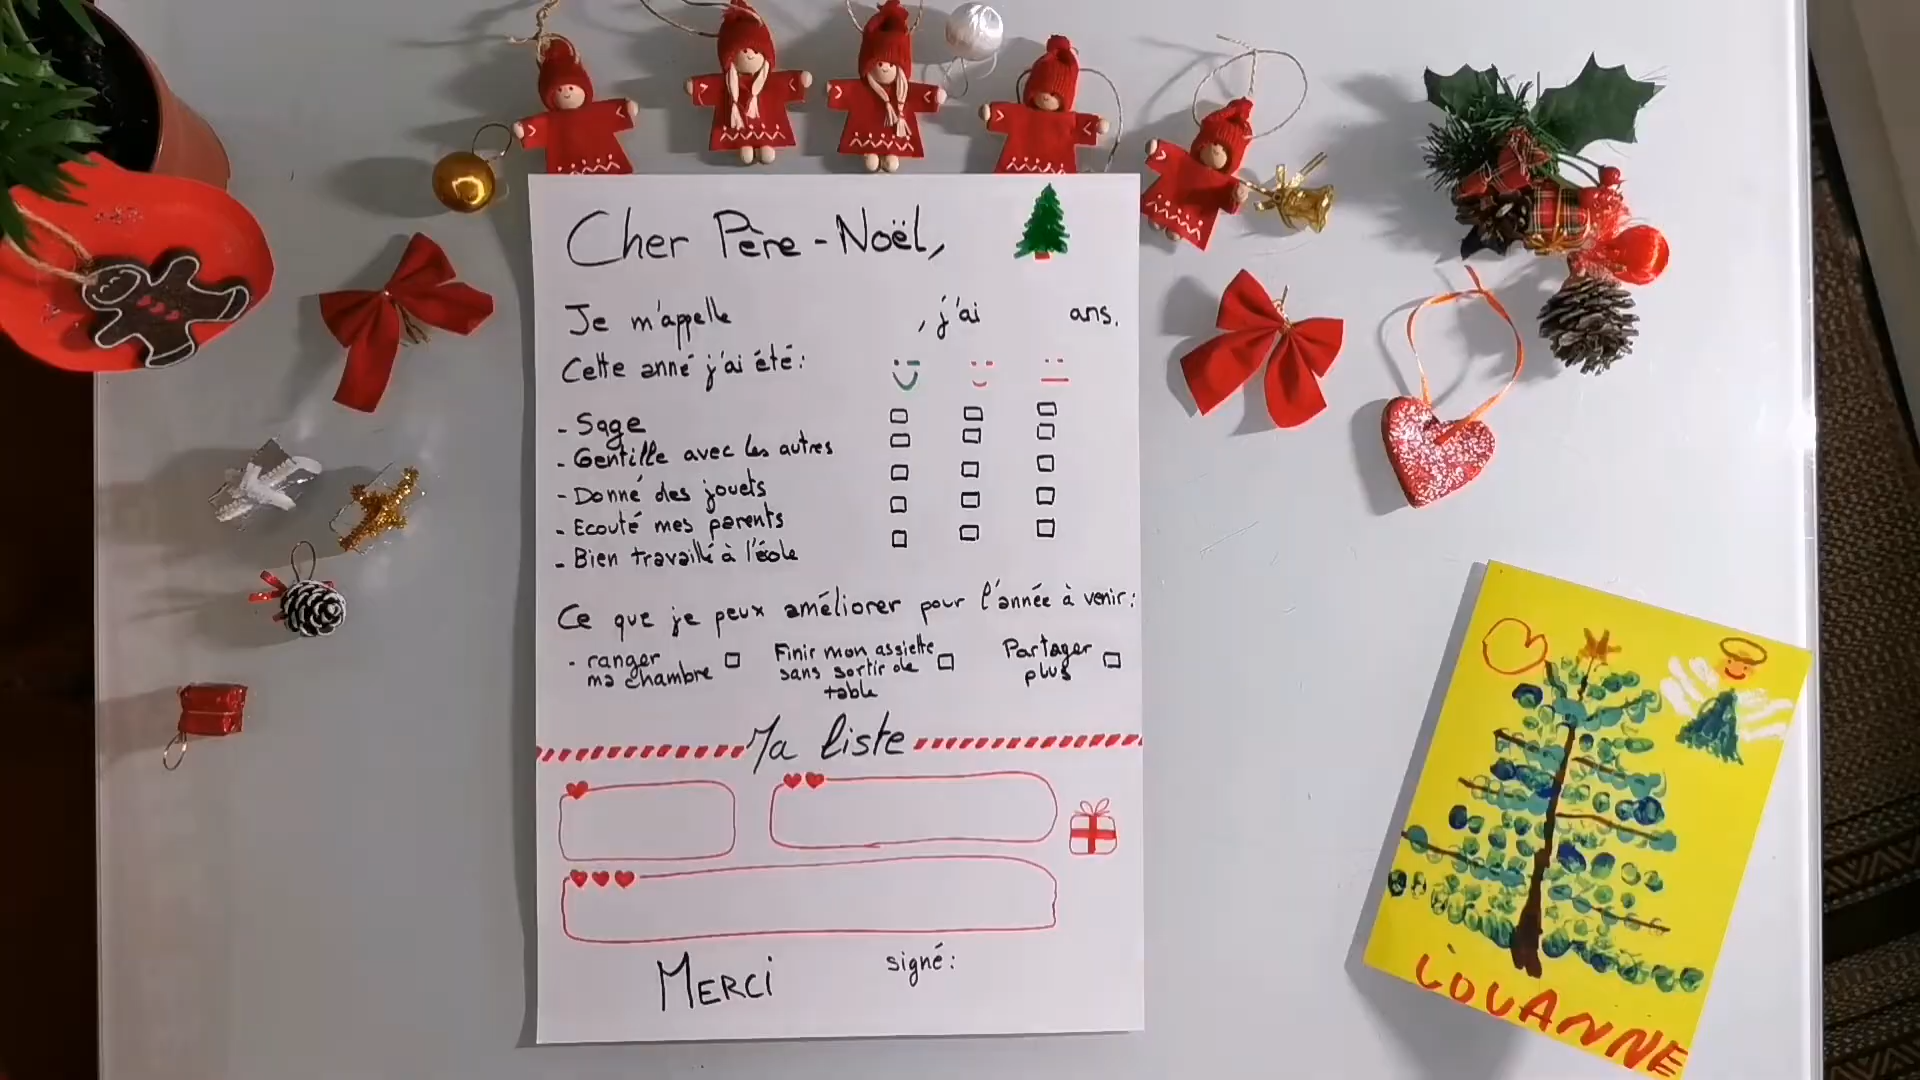 Cher Père-Noël,
Je m'appelle , j'ai ans.
Cette anné j'ai été:
- Sage
- Gentille avec les autres
- Donné des jouets
- Ecouté mes parents
- Bien travaillé à l'école
Ce que je peux améliorer pour l'année à venir:
- ranger ma chambre
Finir mon assiette sans sortir de table
Partager plus
Ma liste
MERCI
signé:
LOUANNE